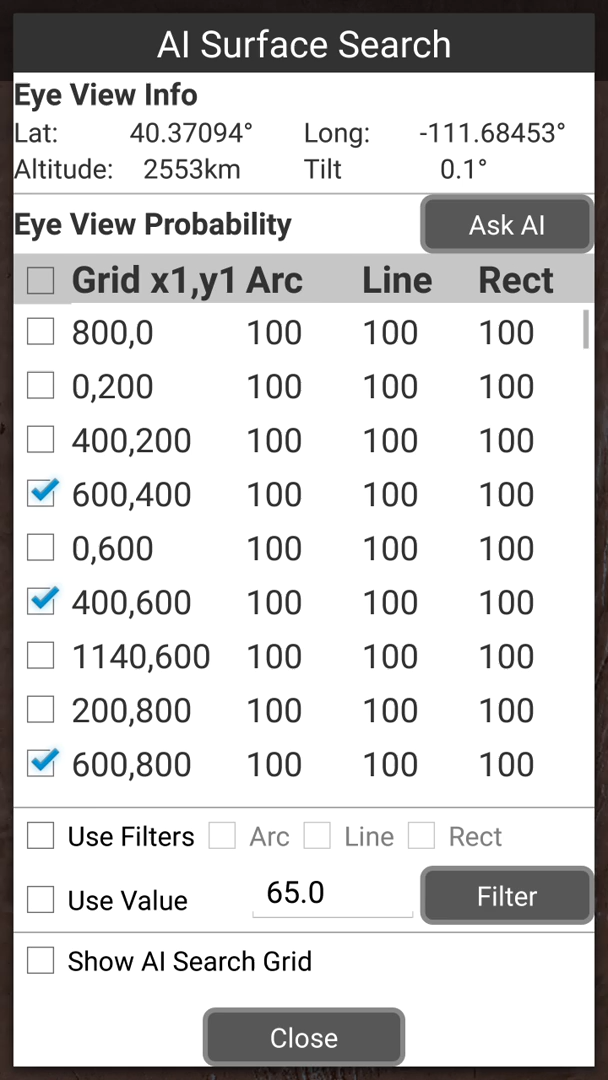 AI Surface Search
Eye View Info
Lat: 40.37094° Long: -111.68453°
Altitude: 2553km Tilt 0.1°
Eye View Probability Ask AI
Grid x1,y1 Arc Line Rect
800,0 100 100 100
0,200 100 100 100
400,200 100 100 100
600,400 100 100 100
0,600 100 100 100
400,600 100 100 100
1140,600 100 100 100
200,800 100 100 100
600,800 100 100 100
Use Filters Arc Line Rect
Use Value 65.0 Filter
Show AI Search Grid
Close